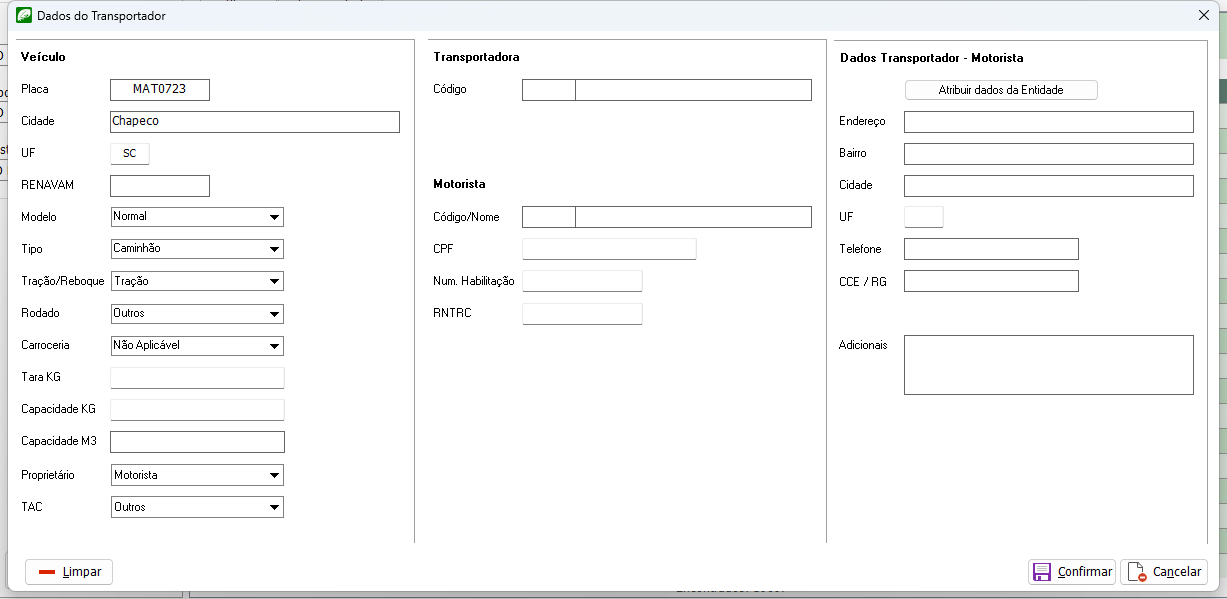 Dados do Transportador
Veículo
Placa MAT0723
Cidade Chapeco
UF SC
RENAVAM
Modelo Normal
Tipo Caminhão
Tração/Reboque Tração
Rodado Outros
Carroceria Não Aplicável
Tara KG
Capacidade KG
Capacidade M3
Proprietário Motorista
TAC Outros
Transportadora
Código
Motorista
Código/Nome
CPF
Num. Habilitação
RNTRC
Dados Transportador - Motorista
Atribuir dados da Entidade
Endereço
Bairro
Cidade
UF
Telefone
CCE / RG
Adicionais
Limpar
Confirmar
Cancelar